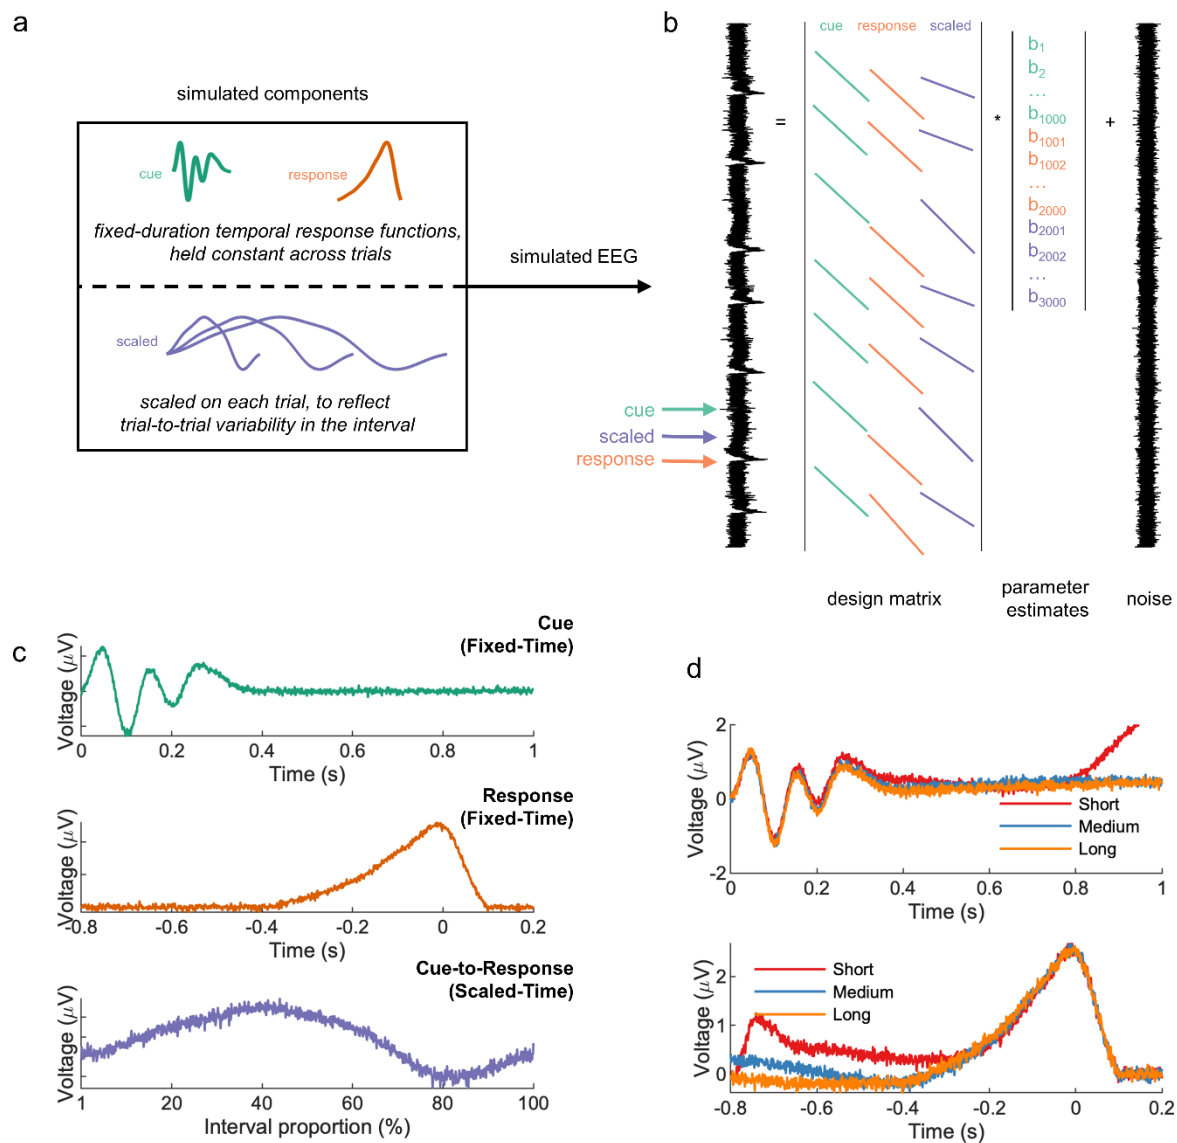 a
simulated components
cue
response
fixed-duration temporal response functions,
held constant across trials
simulated EEG
scaled
scaled on each trial, to reflect
trial-to-trial variability in the interval
b
cue response scaled
=
*
+
b1
b2
...
b1000
b1001
b1002
...
b2000
b2001
b2002
...
b3000
cue
scaled
response
design matrix
parameter
estimates
noise
c
Cue
(Fixed-Time)
Voltage (μV)
0 0.2 0.4 0.6 0.8 1
Time (s)
Response
(Fixed-Time)
Voltage (μV)
-0.8 -0.6 -0.4 -0.2 0 0.2
Time (s)
Cue-to-Response
(Scaled-Time)
Voltage (μV)
1 20 40 60 80 100
Interval proportion (%)
d
Voltage (μV)
2
0
-2
Short
Medium
Long
0 0.2 0.4 0.6 0.8 1
Time (s)
Voltage (μV)
2
1
0
Short
Medium
Long
-0.8 -0.6 -0.4 -0.2 0 0.2
Time (s)